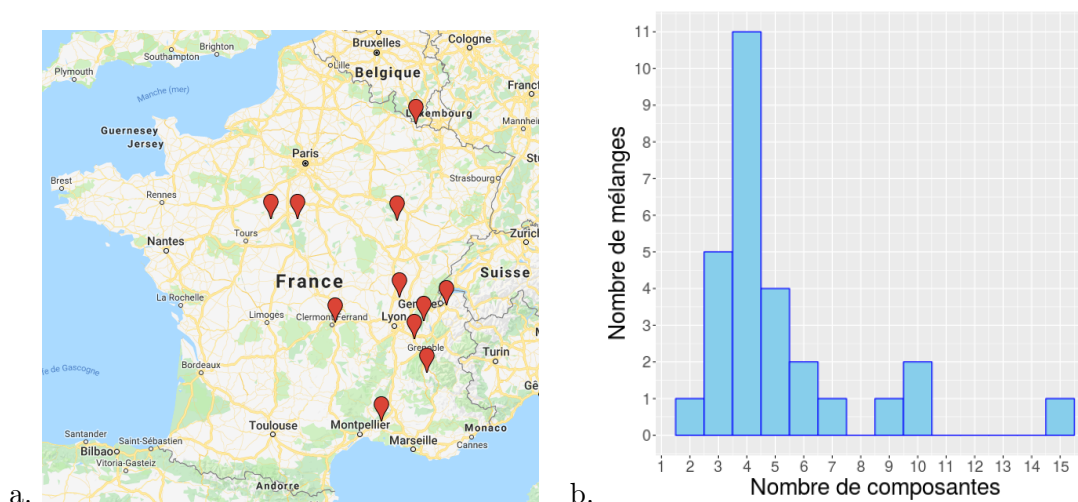 Southampton
Brighton
Plymouth
Bruxelles
Cologne
Lille
Belgique
Manche (mer)
Francf
Guernesey
Jersey
Luxembourg
Mannheim
Paris
Stu
Brest
Rennes
Strasbourg
Tours
Nantes
Zurich
Suisse
France
La Rochelle
Genève
Limoges
Clermont-Ferrand
Lyon
Turin
Grenoble
Bordeaux
fe de Gascogne
Gê
Monaco
Montpellier
Toulouse
Cannes
Marseille
Santander
Saint-Sébastien
Bilbao
Vitoria-Gasteiz
Andorre
a.
Nombre de mélanges
11
10
9
8
7
6
5
4
3
2
1
0
1 2 3 4 5 6 7 8 9 10 11 12 13 14 15
Nombre de composantes
b.